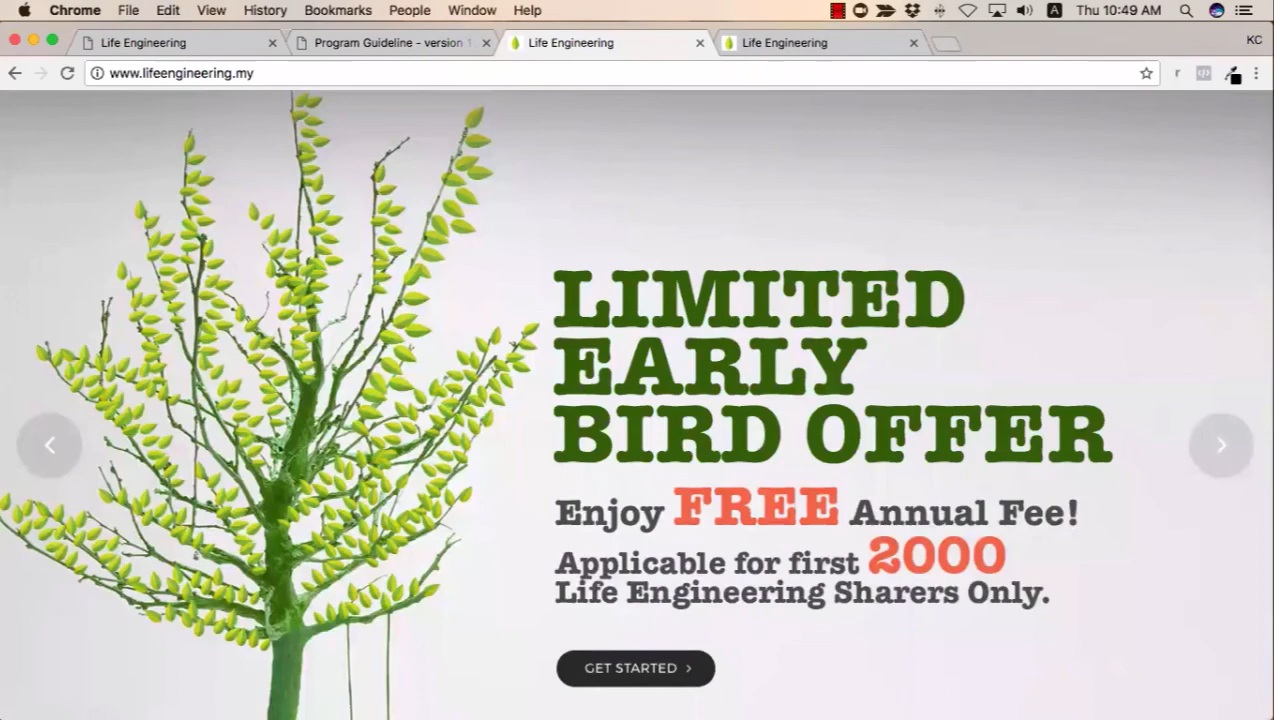 Chrome File Edit View History Bookmarks People Window Help A Thu 10:49 AM
Life Engineering Program Guideline - version 1 Life Engineering Life Engineering KC
www.lifeengineering.my r
LIMITED
EARLY
BIRD OFFER
Enjoy FREE Annual Fee!
Applicable for first 2000
Life Engineering Sharers Only.
GET STARTED